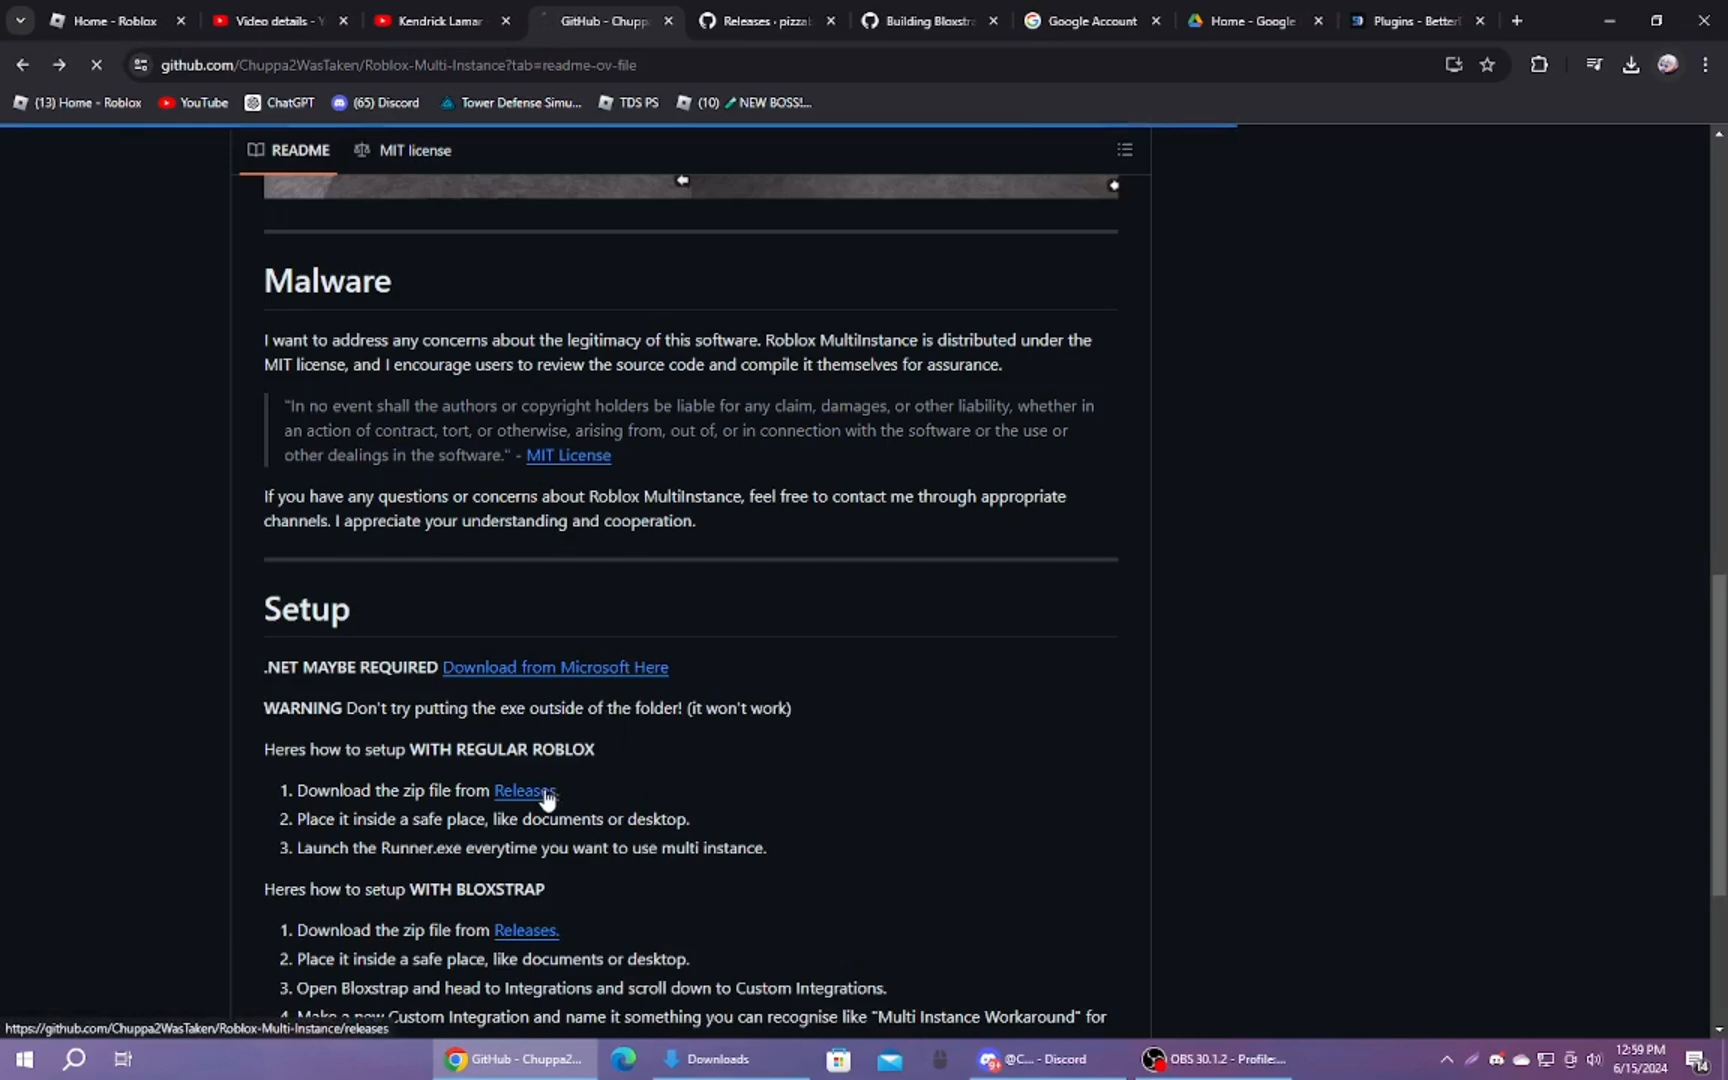 Home - Roblox
Video details - Y
Kendrick Lamar
GitHub - Chuppa
Releases · pizzab
Building Bloxstra
Google Account
Home - Google
Plugins - Better
github.com/Chuppa2WasTaken/Roblox-Multi-Instance?tab=readme-ov-file
(13) Home - Roblox
YouTube
ChatGPT
(65) Discord
Tower Defense Simu...
TDS PS
(10) NEW BOSS!...
README
MIT license
Malware
I want to address any concerns about the legitimacy of this software. Roblox MultiInstance is distributed under the
MIT license, and I encourage users to review the source code and compile it themselves for assurance.
"In no event shall the authors or copyright holders be liable for any claim, damages, or other liability, whether in
an action of contract, tort, or otherwise, arising from, out of, or in connection with the software or the use or
other dealings in the software." - MIT License
If you have any questions or concerns about Roblox MultiInstance, feel free to contact me through appropriate
channels. I appreciate your understanding and cooperation.
Setup
.NET MAYBE REQUIRED Download from Microsoft Here
WARNING Don't try putting the exe outside of the folder! (it won't work)
Heres how to setup WITH REGULAR ROBLOX
1. Download the zip file from Releases.
2. Place it inside a safe place, like documents or desktop.
3. Launch the Runner.exe everytime you want to use multi instance.
Heres how to setup WITH BLOXSTRAP
1. Download the zip file from Releases.
2. Place it inside a safe place, like documents or desktop.
3. Open Bloxstrap and head to Integrations and scroll down to Custom Integrations.
4. Make a new Custom Integration and name it something you can recognise like "Multi Instance Workaround" for
https://github.com/Chuppa2WasTaken/Roblox-Multi-Instance/releases
GitHub - Chuppa2...
Downloads
@C... - Discord
OBS 30.1.2 - Profile:...
12:59 PM
6/15/2024
14